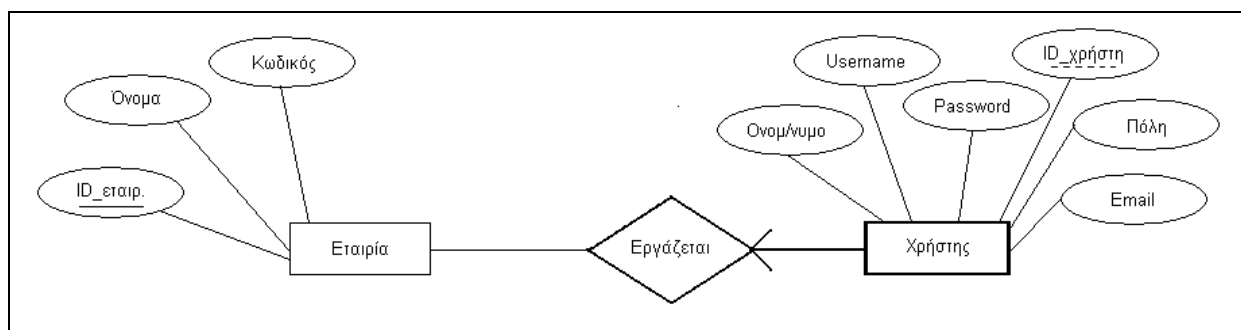 Κωδικός
Όνομα
ID_εταιρ.
Εταιρία
Εργάζεται
Ονομ/νυμο
Username
Password
ID_χρήστη
Πόλη
Email
Χρήστης